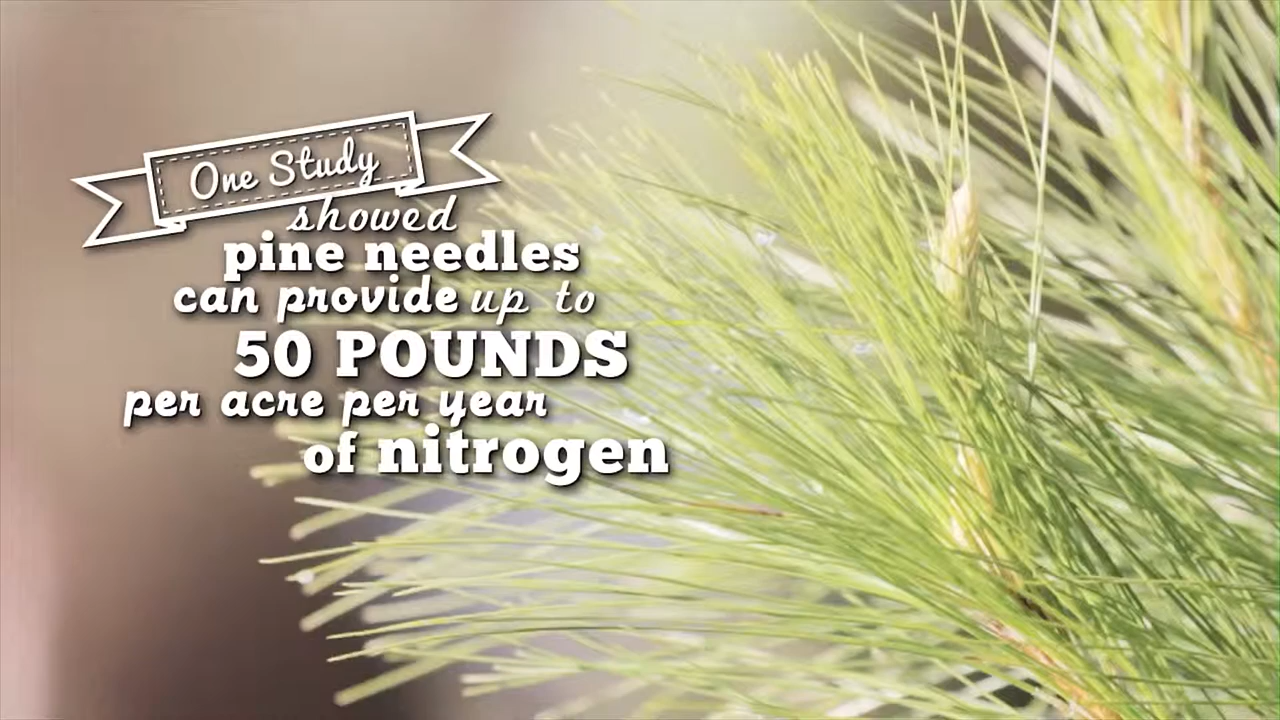 One Study
showed
pine needles
can provide up to
50 POUNDS
per acre per year
of nitrogen